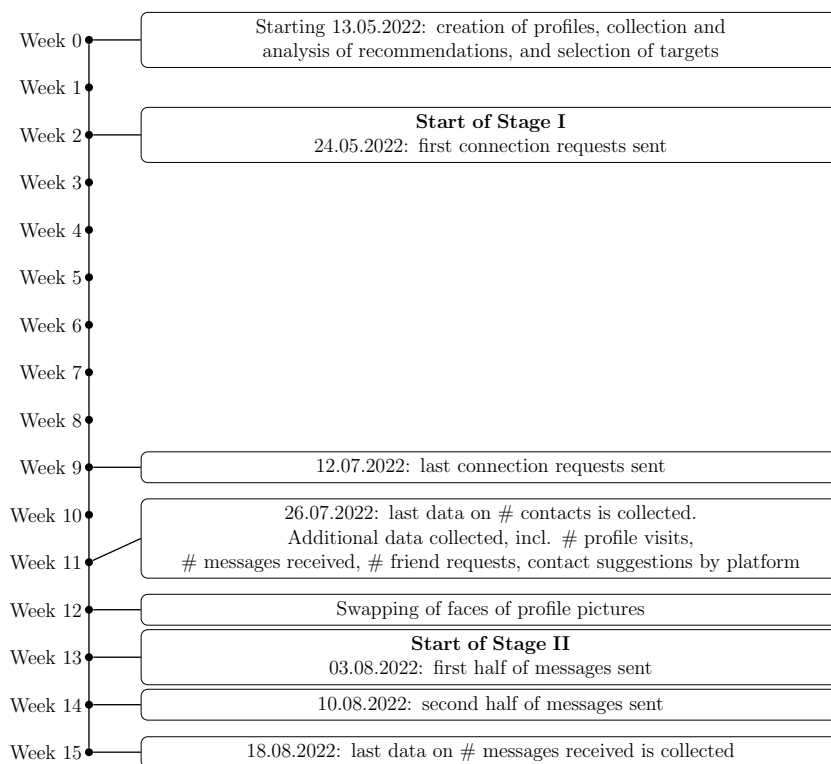 Week 0
Starting 13.05.2022: creation of profiles, collection and
analysis of recommendations, and selection of targets
Week 1
Week 2
Start of Stage I
24.05.2022: first connection requests sent
Week 3
Week 4
Week 5
Week 6
Week 7
Week 8
Week 9
12.07.2022: last connection requests sent
Week 10
26.07.2022: last data on # contacts is collected.
Additional data collected, incl. # profile visits,
# messages received, # friend requests, contact suggestions by platform
Week 11
Week 12
Swapping of faces of profile pictures
Week 13
Start of Stage II
03.08.2022: first half of messages sent
Week 14
10.08.2022: second half of messages sent
Week 15
18.08.2022: last data on # messages received is collected